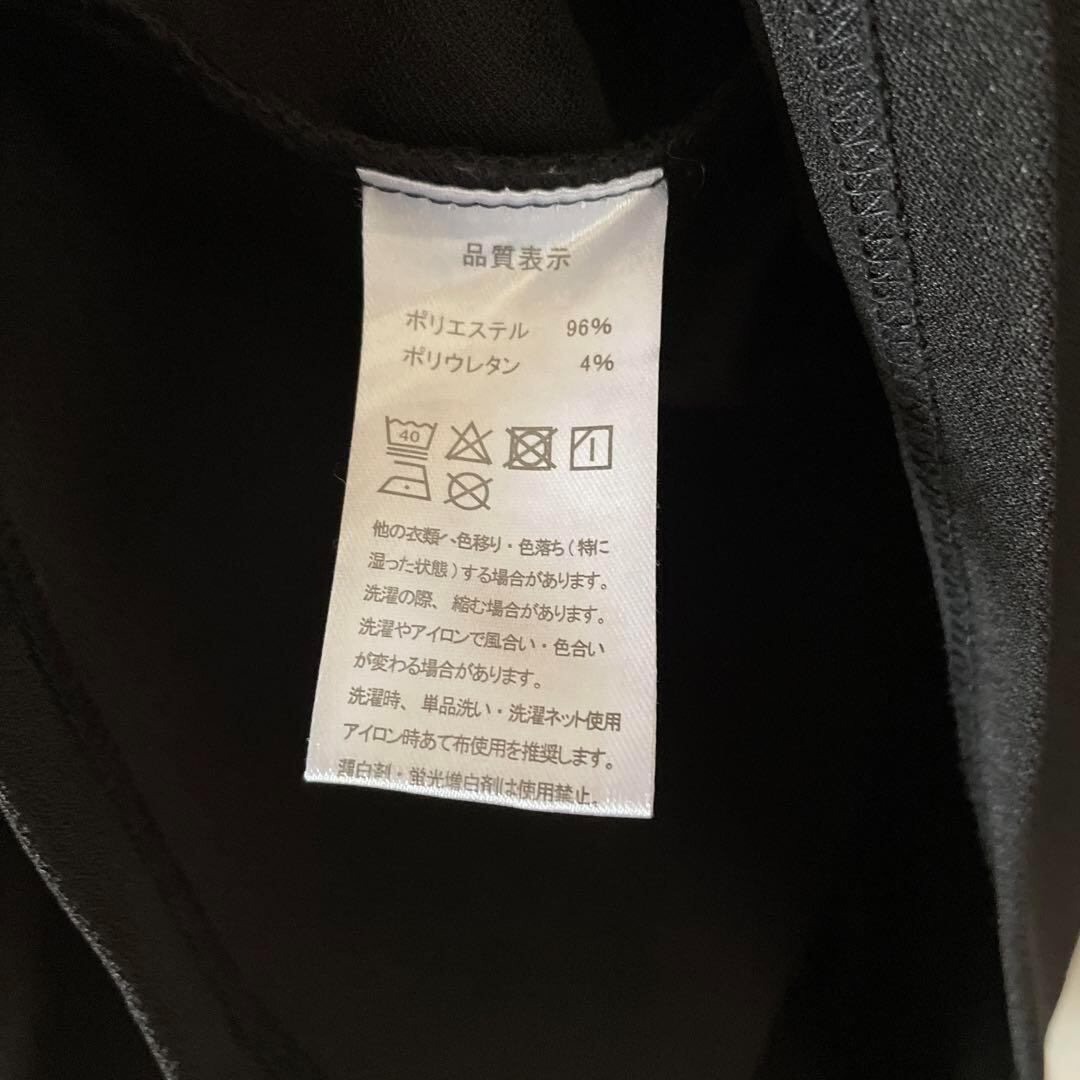 品質表示
ポリエステル 96%
ポリウレタン 4%
40
他の衣類へ色移り・色落ち(特に
湿った状態)する場合があります。
洗濯の際、縮む場合があります。
洗濯やアイロンで風合い・色合い
が変わる場合があります。
洗濯時、単品洗い・洗濯ネット使用
アイロン時あて布使用を推奨します。
漂白剤・蛍光増白剤は使用禁止。